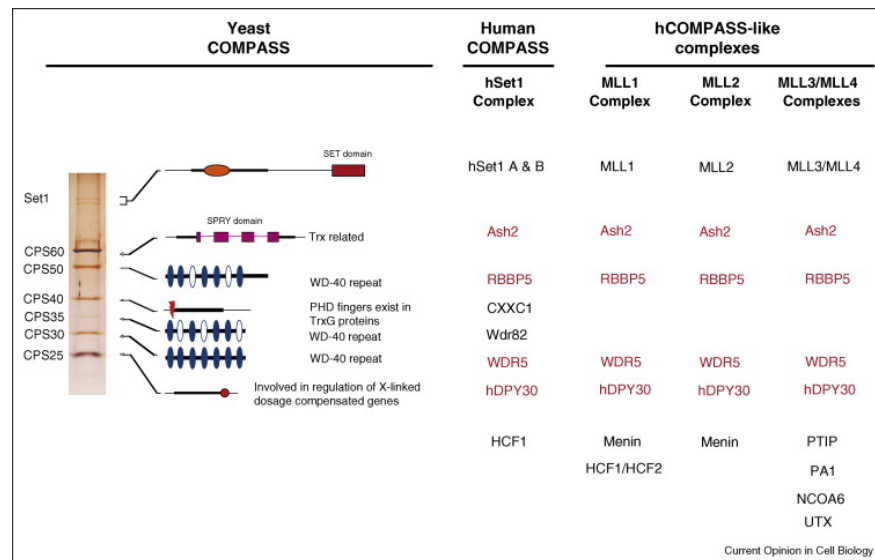 Yeast
COMPASS
Human
COMPASS
hCOMPASS-like
complexes
hSet1
Complex
MLL1
Complex
MLL2
Complex
MLL3/MLL4
Complexes
SET domain
Set1
hSet1 A & B
MLL1
MLL2
MLL3/MLL4
SPRY domain
Trx related
CPS60
Ash2
Ash2
Ash2
Ash2
CPS50
WD-40 repeat
RBBP5
RBBP5
RBBP5
RBBP5
CPS40
PHD fingers exist in
TrxG proteins
CXXC1
CPS35
WD-40 repeat
Wdr82
CPS30
WD-40 repeat
WDR5
WDR5
WDR5
WDR5
CPS25
Involved in regulation of X-linked
dosage compensated genes
hDPY30
hDPY30
hDPY30
hDPY30
HCF1
Menin
Menin
PTIP
HCF1/HCF2
PA1
NCOA6
UTX
Current Opinion in Cell Biology